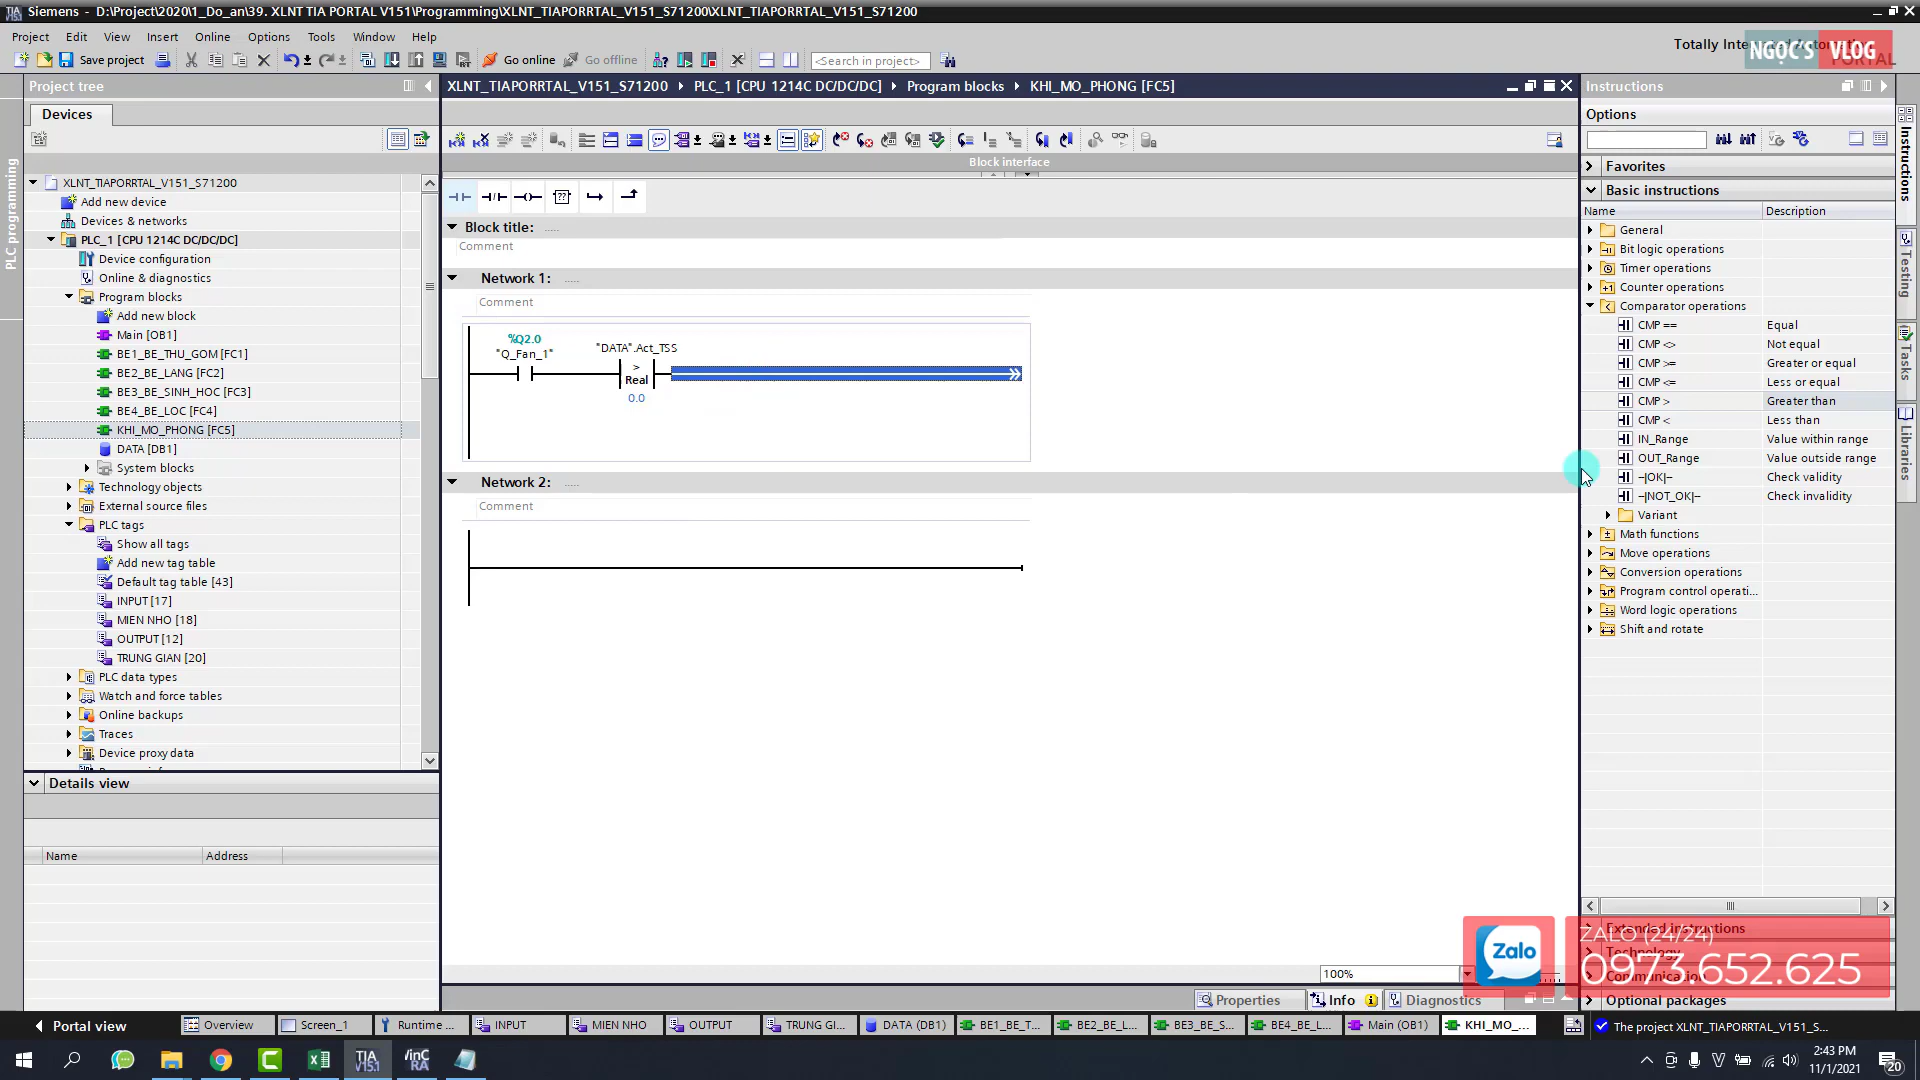 Siemens - D:\Project\2020\1_Do_an\39. XLNT TIA PORTAL V151\Programming\XLNT_TIAPORRTAL_V151_S71200\XLNT_TIAPORRTAL_V151_S71200
Project Edit View Insert Online Options Tools Window Help
NGỌC'S VLOG
Save project
Go online
Go offline
<Search in project>
Project tree
XLNT_TIAPORRTAL_V151_S71200 PLC_1 [CPU 1214C DC/DC/DC] Program blocks KHI_MO_PHONG [FC5]
Instructions
Devices
Options
Block interface
PLC programming
XLNT_TIAPORRTAL_V151_S71200
Add new device
Devices & networks
PLC_1 [CPU 1214C DC/DC/DC]
Device configuration
Online & diagnostics
Program blocks
Add new block
Main [OB1]
BE1_BE_THU_GOM [FC1]
BE2_BE_LANG [FC2]
BE3_BE_SINH_HOC [FC3]
BE4_BE_LOC [FC4]
KHI_MO_PHONG [FC5]
DATA [DB1]
System blocks
Technology objects
External source files
PLC tags
Show all tags
Add new tag table
Default tag table [43]
INPUT [17]
MIEN NHO [18]
OUTPUT [12]
TRUNG GIAN [20]
PLC data types
Watch and force tables
Online backups
Traces
Device proxy data
Details view
Name Address
Block title: .....
Comment
Network 1: .....
Comment
%Q2.0
"Q_Fan_1"
"DATA".Act_TSS
>
Real
0.0
Network 2: .....
Comment
100%
Properties
Info
Diagnostics
Favorites
Basic instructions
Name Description
General
Bit logic operations
Timer operations
Counter operations
Comparator operations
CMP == Equal
CMP <> Not equal
CMP >= Greater or equal
CMP <= Less or equal
CMP > Greater than
CMP < Less than
IN_Range Value within range
OUT_Range Value outside range
-|OK|- Check validity
-|NOT_OK|- Check invalidity
Variant
Math functions
Move operations
Conversion operations
Program control operati...
Word logic operations
Shift and rotate
Extended instructions
Optional packages
Instructions
Testing
Tasks
Libraries
Zalo
ZALO (24/24)
0973.652.625
Portal view
Overview
Screen_1
Runtime ...
INPUT
MIEN NHO
OUTPUT
TRUNG GI...
DATA (DB1)
BE1_BE_T...
BE2_BE_L...
BE3_BE_S...
BE4_BE_L...
Main (OB1)
KHI_MO_...
The project XLNT_TIAPORRTAL_V151_S...
TIA
V15.1
2:43 PM
11/1/2021
20